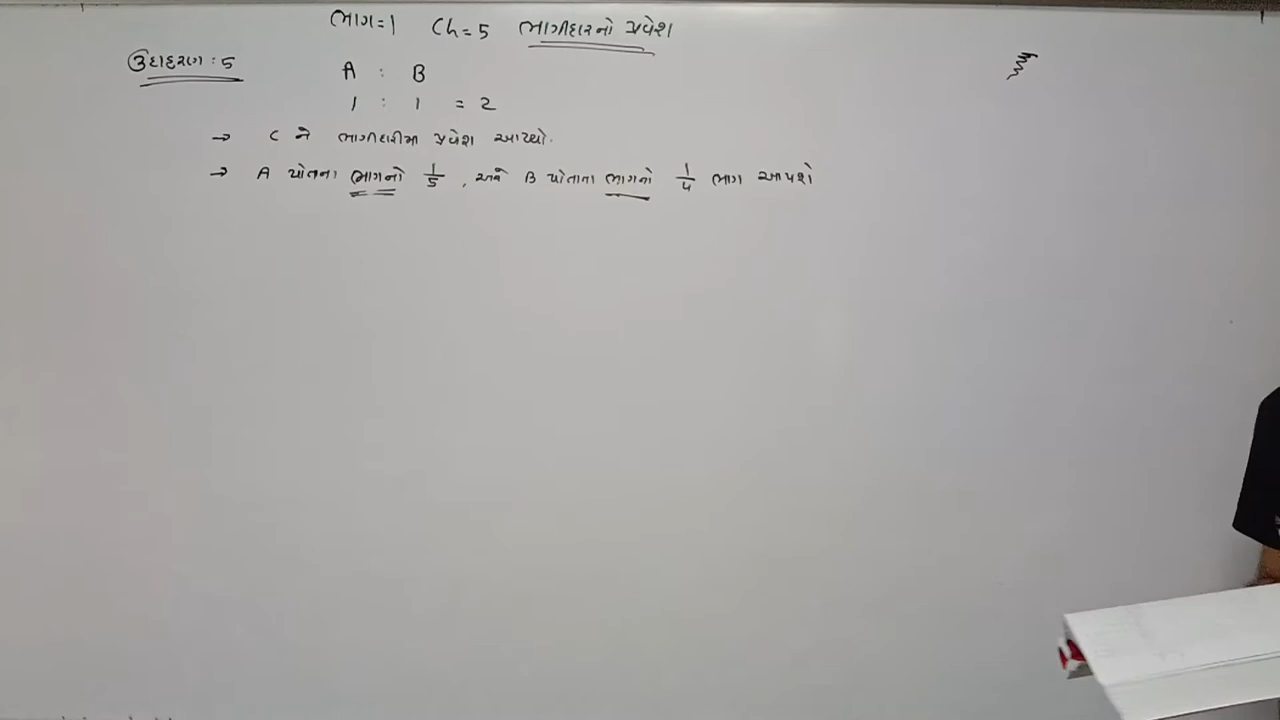 ભાગ=1 Ch=5 ભાગીદારનો પ્રવેશ
ઉદાહરણ : 5
A : B
1 : 1 = 2
→ C ને ભાગીદારીમા પ્રવેશ આપ્યો.
→ A પોતના ભાગનો 1/5 , અને B પોતાના ભાગનો 1/4 ભાગ આપશે